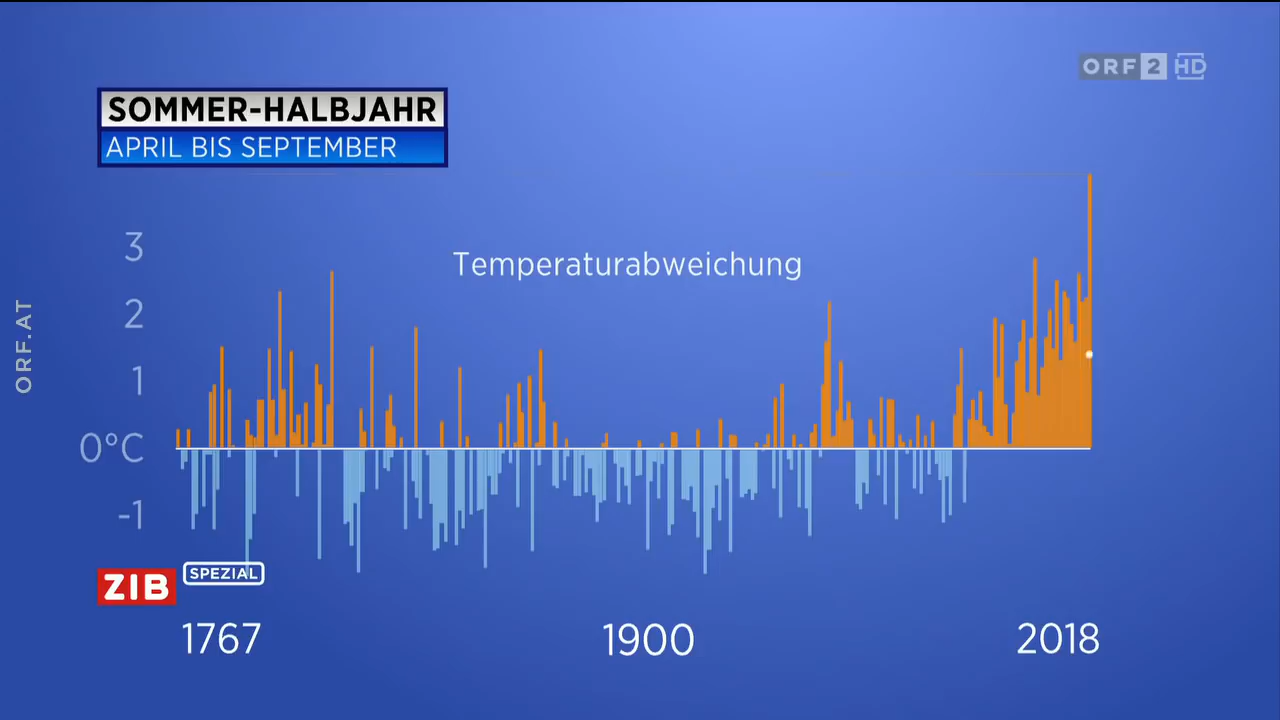 ORF 2 HD
SOMMER-HALBJAHR
APRIL BIS SEPTEMBER
Temperaturabweichung
3
2
1
0°C
-1
ORF.AT
ZIB SPEZIAL
1767 1900 2018